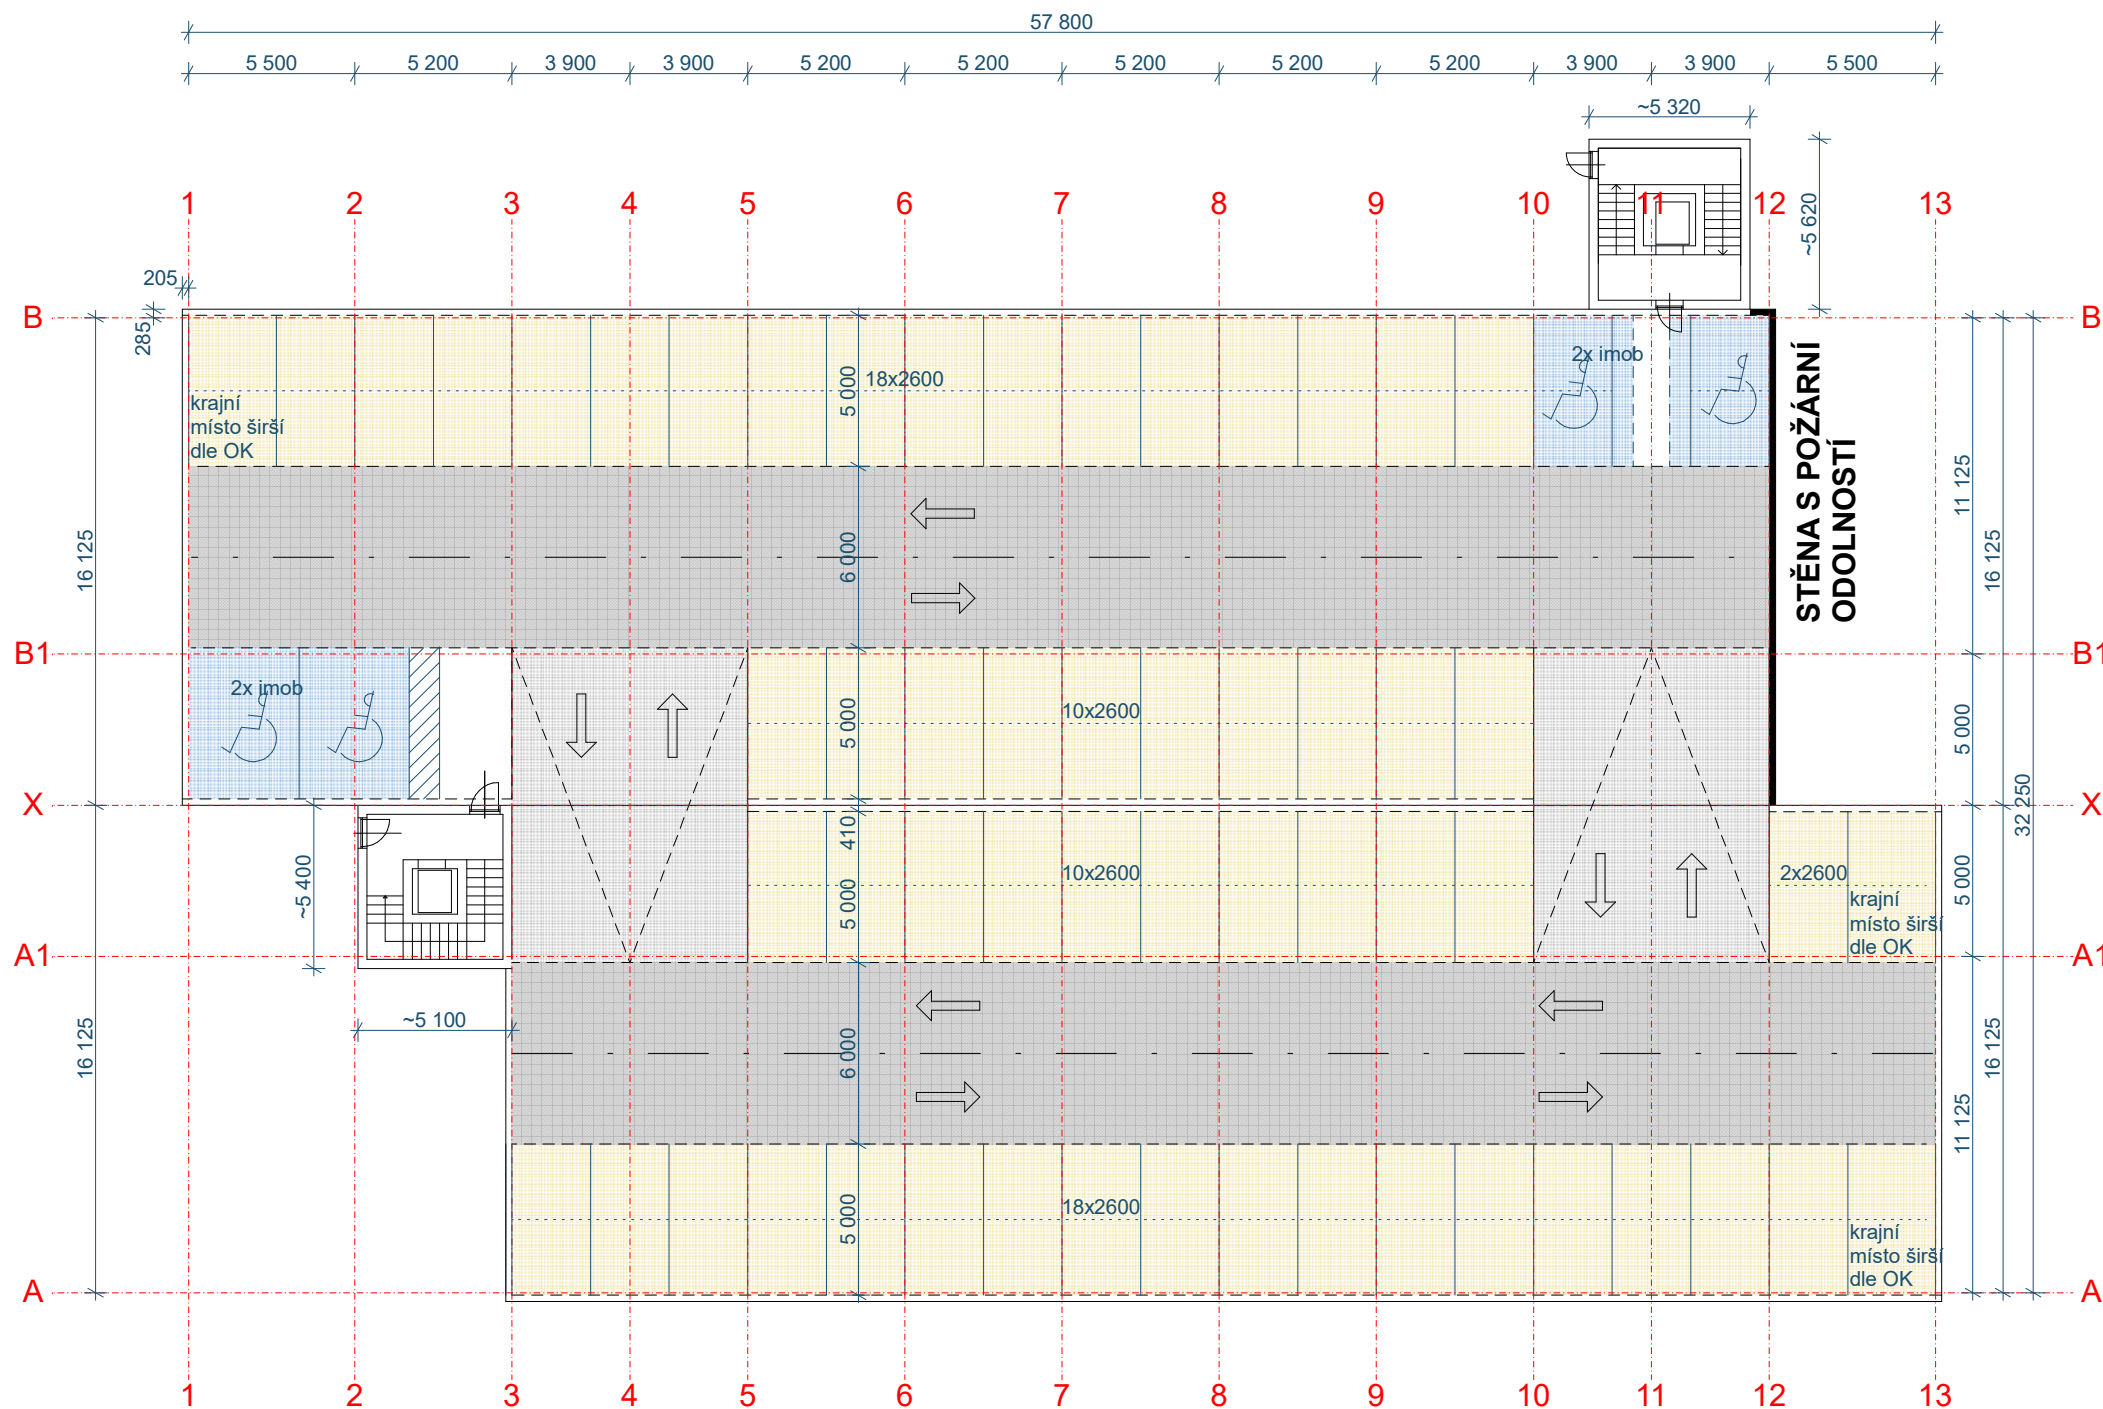 57 800
5 500 5 200 3 900 3 900 5 200 5 200 5 200 5 200 5 200 3 900 3 900 5 500
~5 320
~5 620
1 2 3 4 5 6 7 8 9 10 11 12 13
205
285
B B
18x2600
5 000
2x imob
krajní
místo širší
dle OK
STĚNA S POŽÁRNÍ
ODOLNOSTÍ
11 125
16 125
16 125
6 000
B1 B1
2x imob
10x2600
5 000
5 000
X X
32 250
410
~5 400
10x2600
5 000
2x2600
5 000
krajní
místo širší
dle OK
A1 A1
~5 100
16 125
6 000
16 125
11 125
18x2600
5 000
krajní
místo širší
dle OK
A A
1 2 3 4 5 6 7 8 9 10 11 12 13